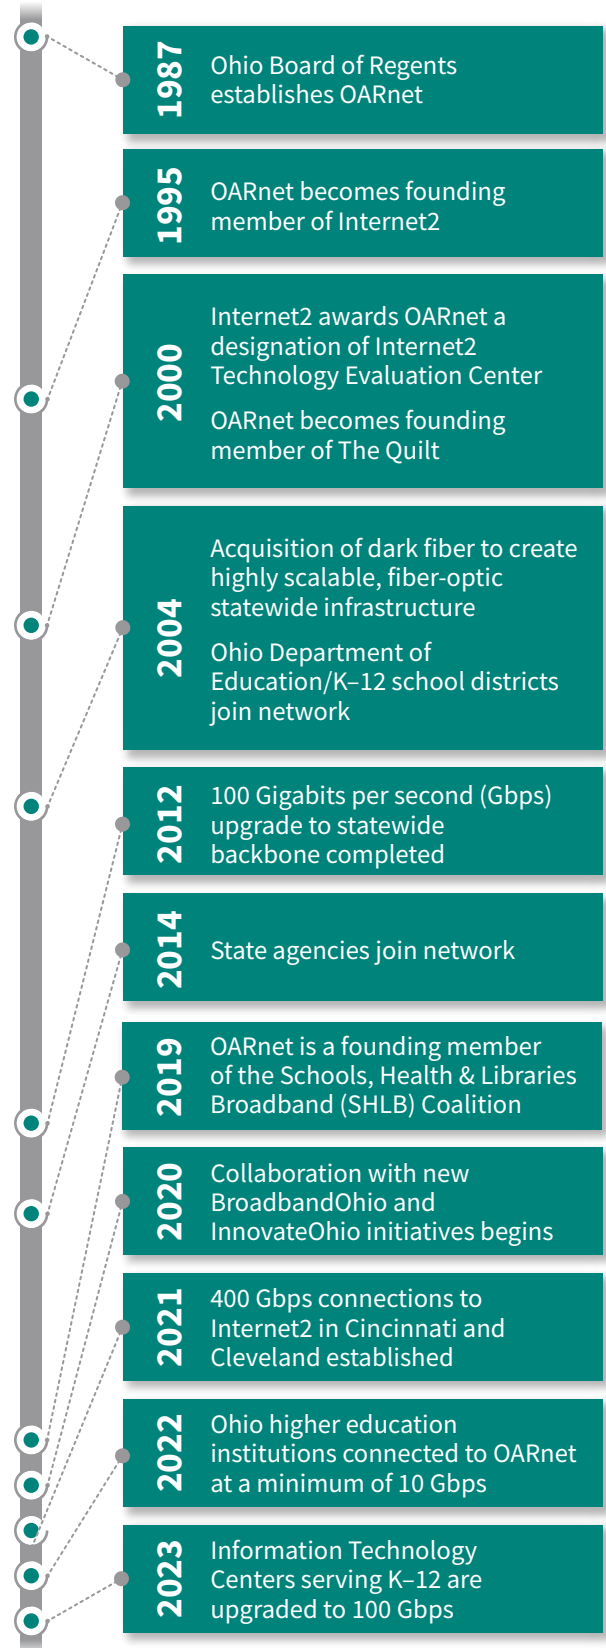 1987
Ohio Board of Regents
establishes OARnet
1995
OARnet becomes founding
member of Internet2
2000
Internet2 awards OARnet a
designation of Internet2
Technology Evaluation Center
OARnet becomes founding
member of The Quilt
2004
Acquisition of dark fiber to create
highly scalable, fiber-optic
statewide infrastructure
Ohio Department of
Education/K–12 school districts
join network
2012
100 Gigabits per second (Gbps)
upgrade to statewide
backbone completed
2014
State agencies join network
2019
OARnet is a founding member
of the Schools, Health & Libraries
Broadband (SHLB) Coalition
2020
Collaboration with new
BroadbandOhio and
InnovateOhio initiatives begins
2021
400 Gbps connections to
Internet2 in Cincinnati and
Cleveland established
2022
Ohio higher education
institutions connected to OARnet
at a minimum of 10 Gbps
2023
Information Technology
Centers serving K–12 are
upgraded to 100 Gbps